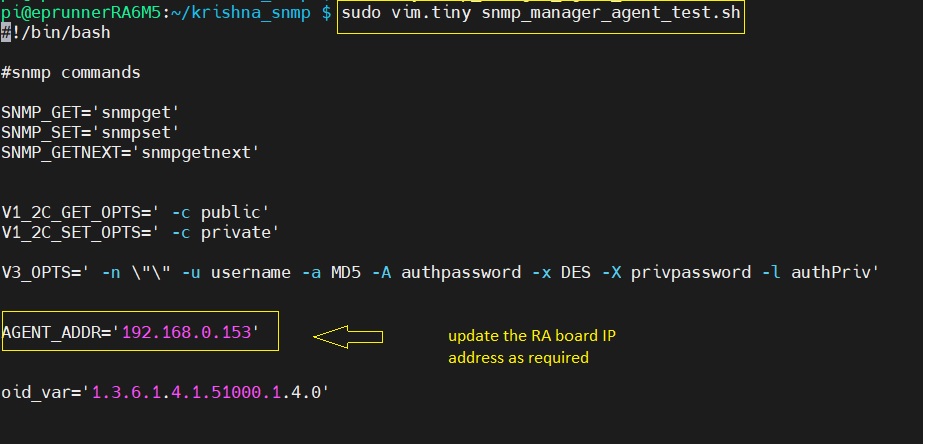 pi@eprunnerRA6M5:~/krishna_snmp $ sudo vim.tiny snmp_manager_agent_test.sh
#!/bin/bash
#snmp commands
SNMP_GET='snmpget'
SNMP_SET='snmpset'
SNMP_GETNEXT='snmpgetnext'
V1_2C_GET_OPTS=' -c public'
V1_2C_SET_OPTS=' -c private'
V3_OPTS=' -n \"\" -u username -a MD5 -A authpassword -x DES -X privpassword -l authPriv'
AGENT_ADDR='192.168.0.153'
update the RA board IP
address as required
oid_var='1.3.6.1.4.1.51000.1.4.0'